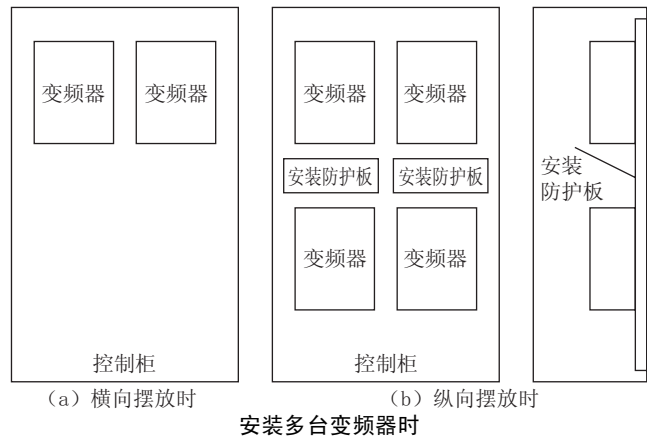 变频器 变频器
控制柜
(a) 横向摆放时
变频器 变频器
安装防护板 安装防护板
变频器 变频器
控制柜
安装
防护板
(b) 纵向摆放时
安装多台变频器时